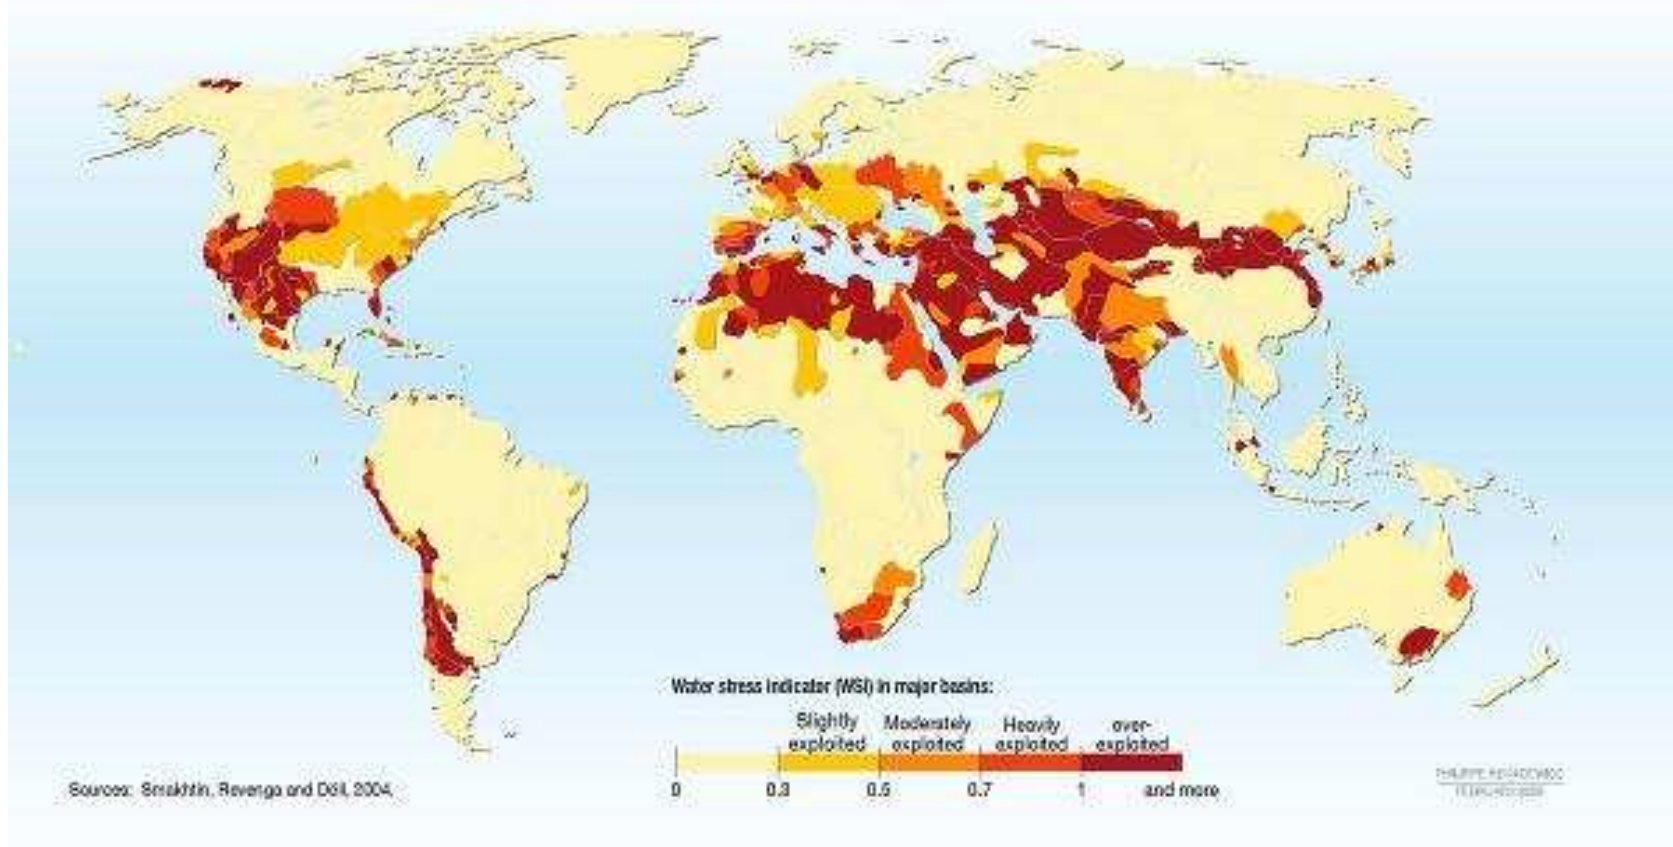 Water stress indicator (WSI) in major basins:
Slightly exploited
Moderately exploited
Heavily exploited
over-exploited
0
0.3
0.5
0.7
1
and more
Sources: Smakhtin, Revenga and Döll, 2004.